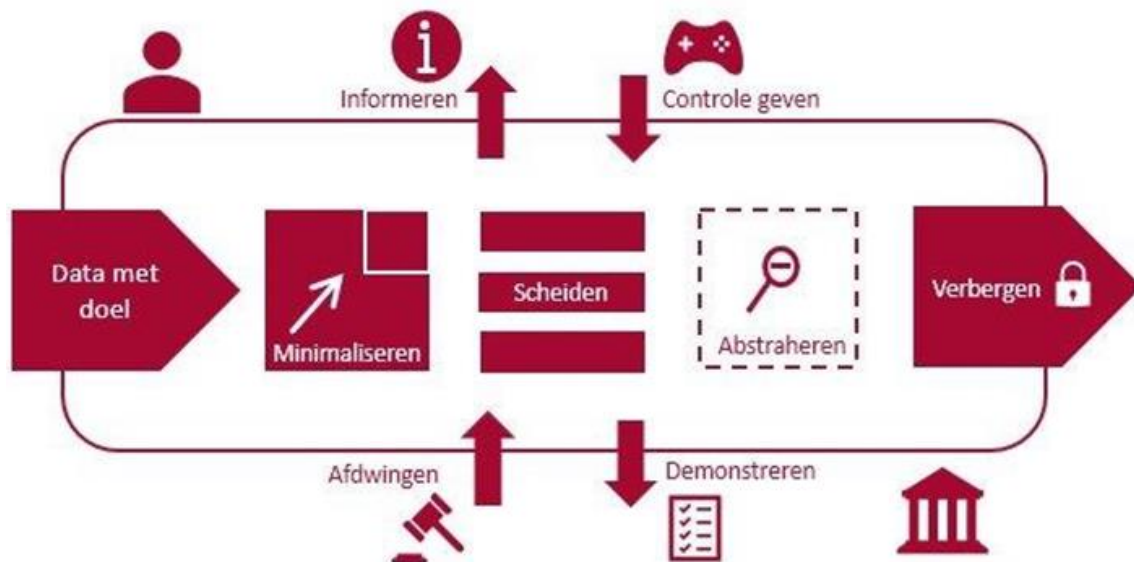 Informeren
Controle geven
Data met
doel
Minimaliseren
Scheiden
Abstraheren
Verbergen
Afdwingen
Demonstreren